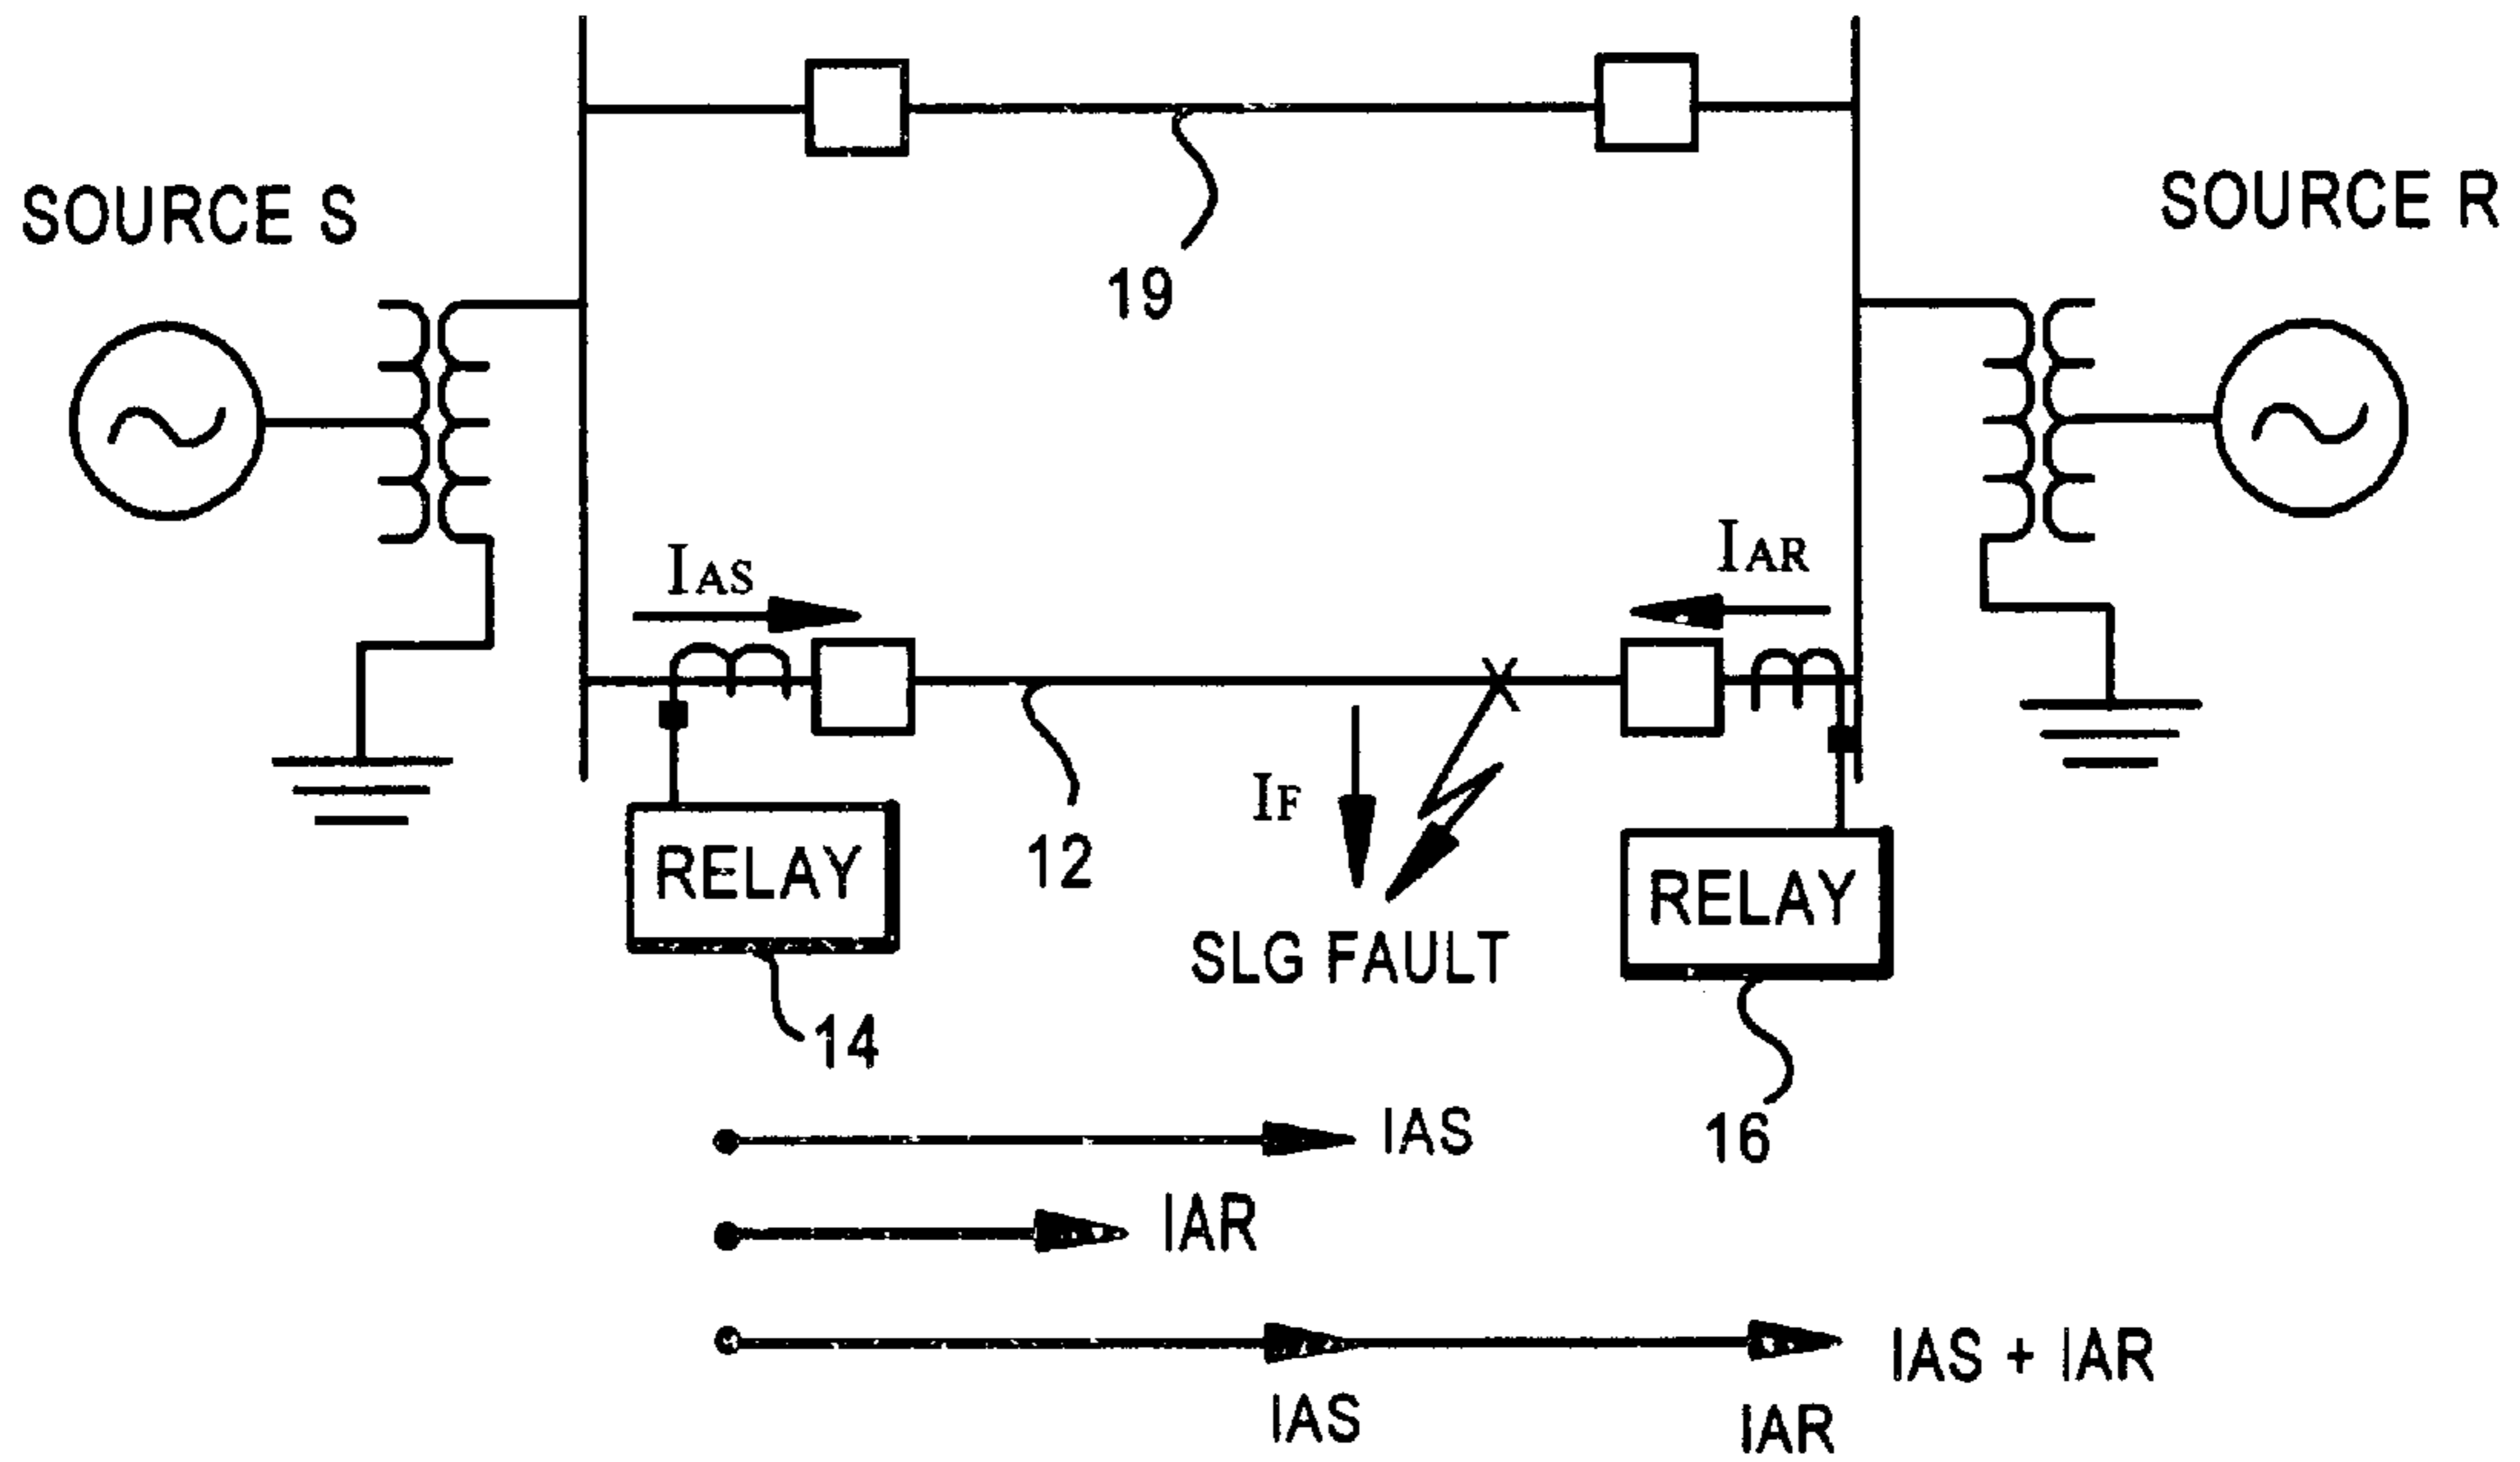 SOURCE S
SOURCE R
19
IAS
IAR
IF
12
RELAY
RELAY
SLG FAULT
14
16
IAS
IAR
IAS + IAR
IAS
IAR